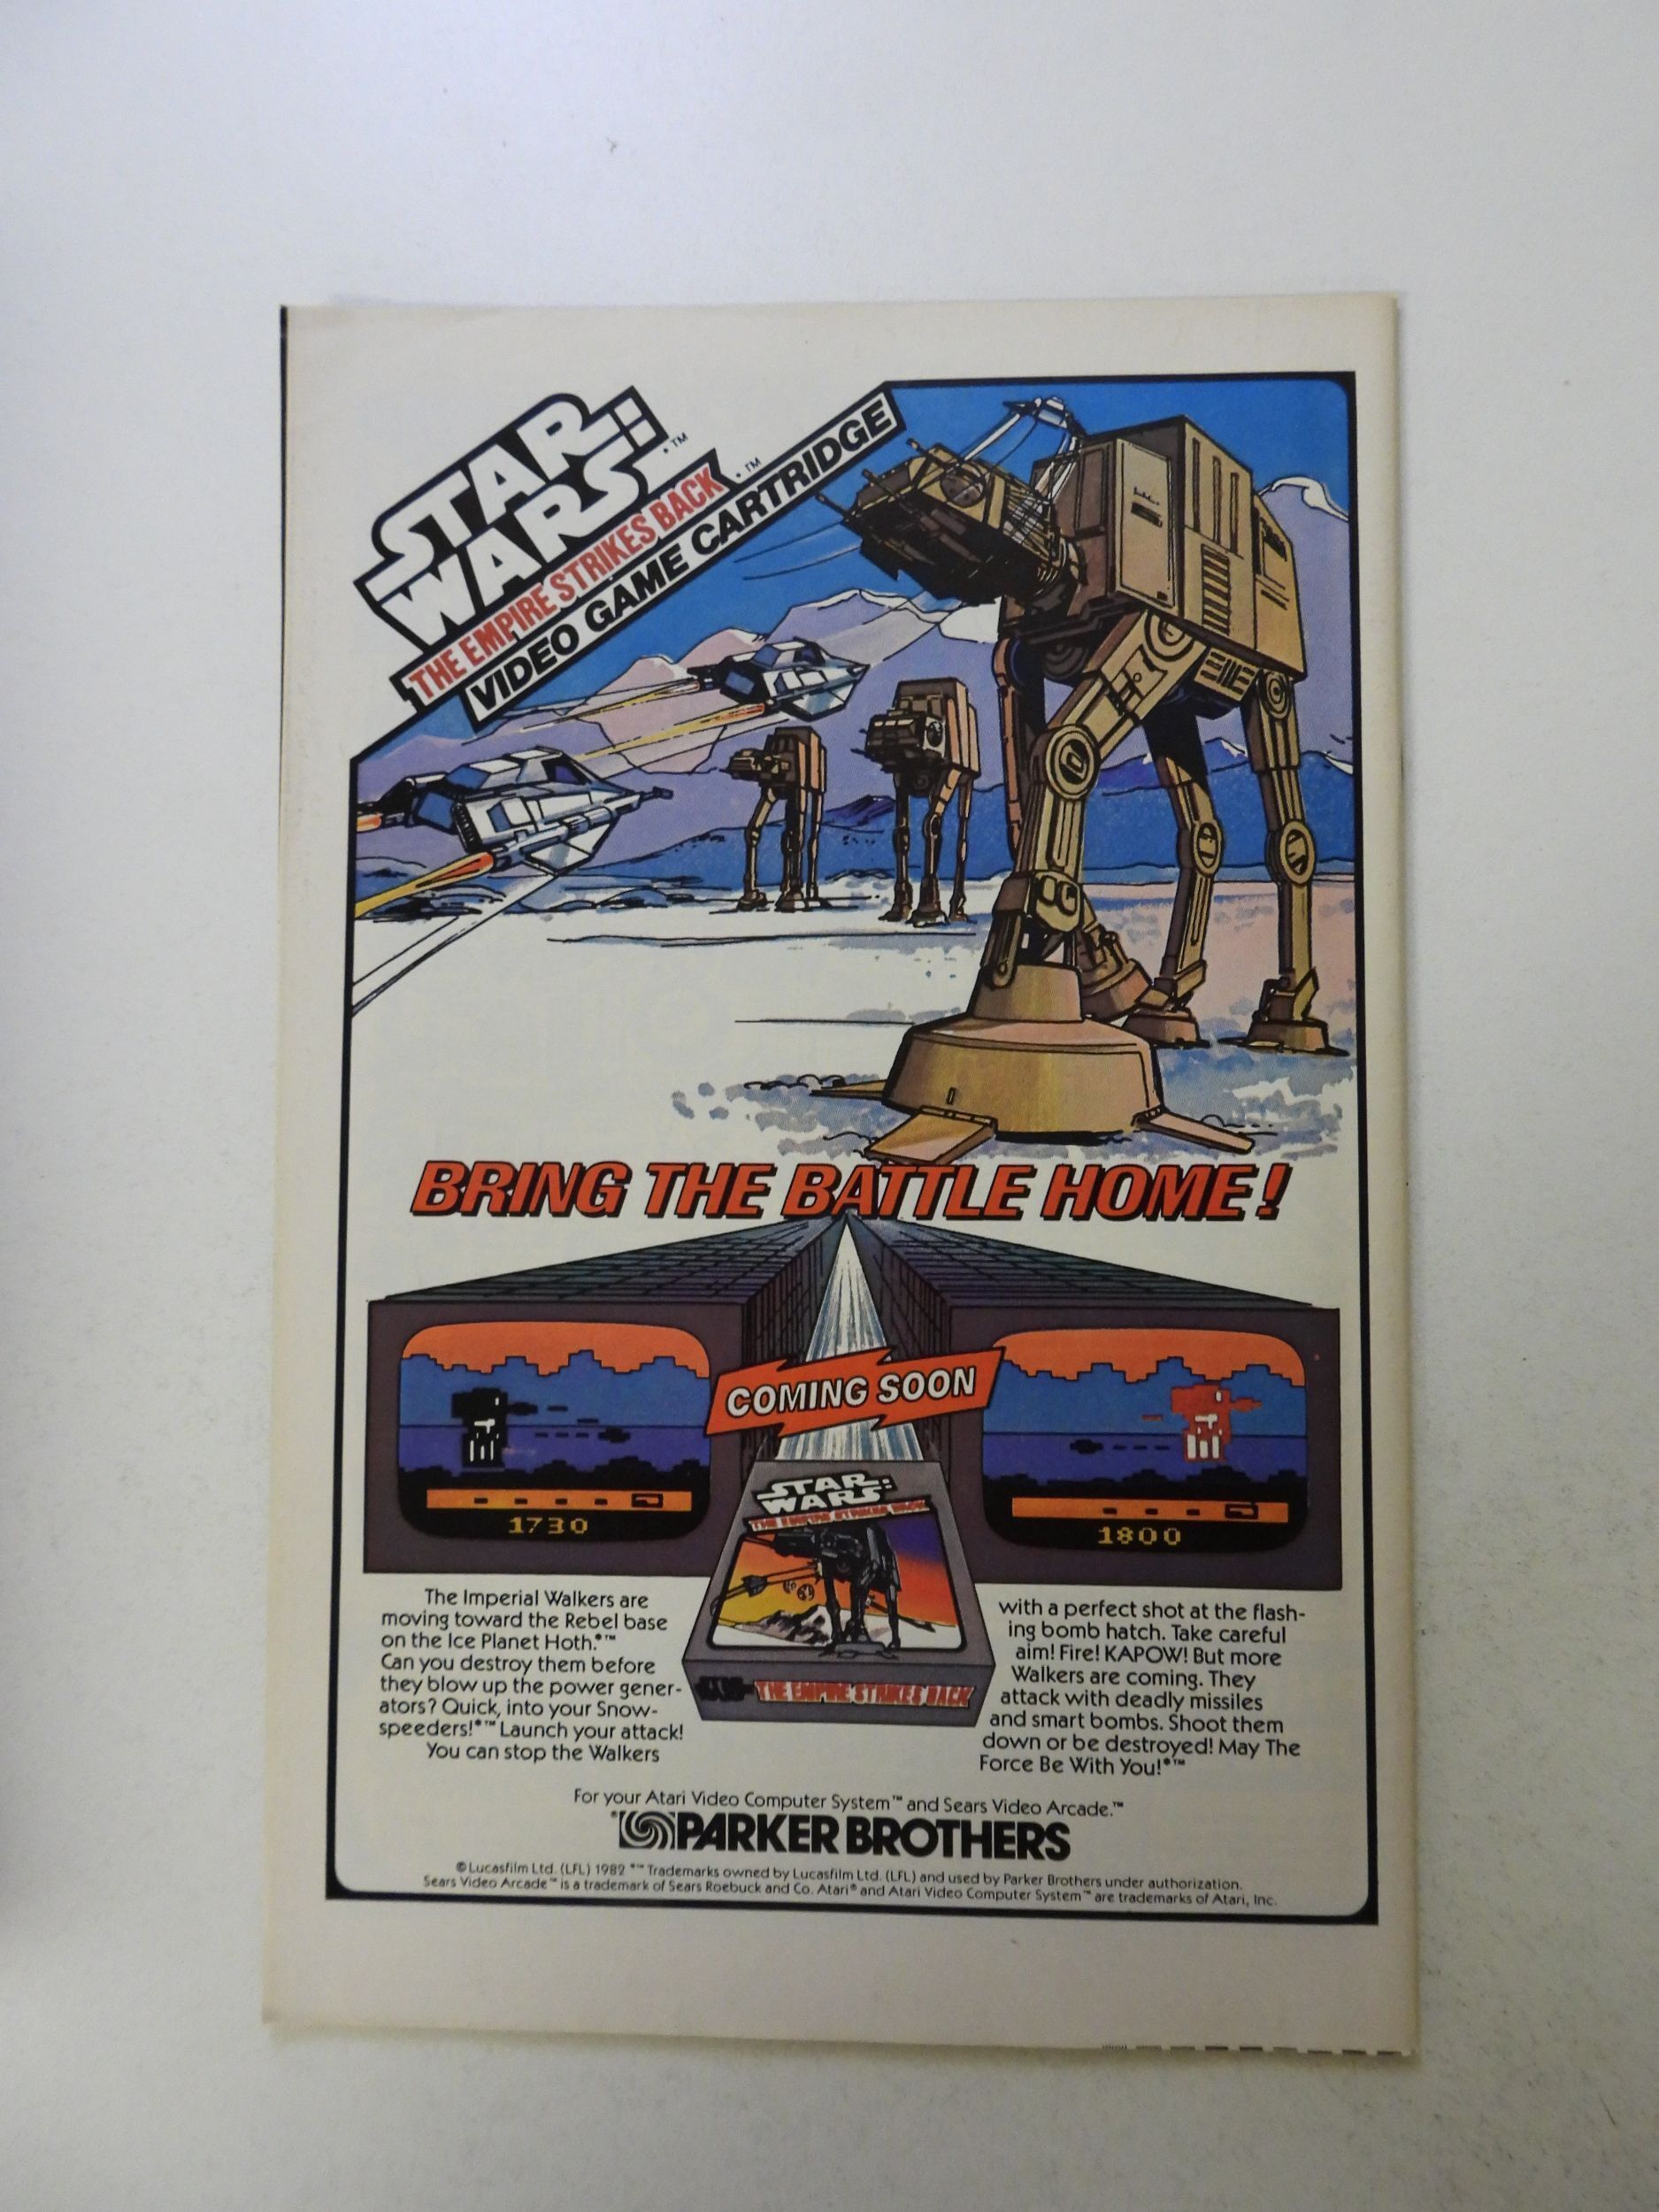 STAR
WARS
™
THE EMPIRE STRIKES BACK
™
VIDEO GAME CARTRIDGE
BRING THE BATTLE HOME!
COMING SOON
1730
1800
STAR
WARS
THE EMPIRE STRIKES BACK
THE EMPIRE STRIKES BACK
The Imperial Walkers are
moving toward the Rebel base
on the Ice Planet Hoth.*™
Can you destroy them before
they blow up the power gener-
ators? Quick, into your Snow-
speeders!*™ Launch your attack!
You can stop the Walkers
with a perfect shot at the flash-
ing bomb hatch. Take careful
aim! Fire! KAPOW! But more
Walkers are coming. They
attack with deadly missiles
and smart bombs. Shoot them
down or be destroyed! May The
Force Be With You!*™
For your Atari Video Computer System™ and Sears Video Arcade.™
PARKER BROTHERS
© Lucasfilm Ltd. (LFL) 1982 *™ Trademarks owned by Lucasfilm Ltd. (LFL) and used by Parker Brothers under authorization.
Sears Video Arcade™ is a trademark of Sears Roebuck and Co. Atari® and Atari Video Computer System™ are trademarks of Atari, Inc.